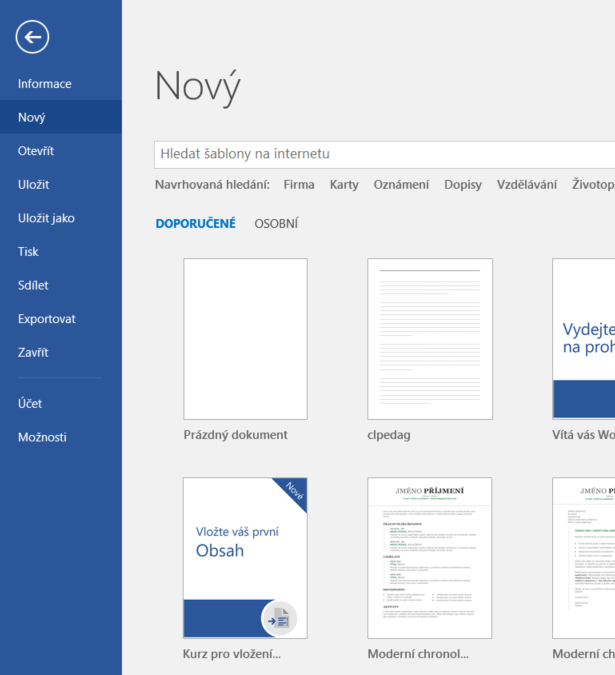 Informace
Nový
Otevřít
Uložit
Uložit jako
Tisk
Sdílet
Exportovat
Zavřít
Účet
Možnosti
Nový
Hledat šablony na internetu
Navrhovaná hledání: Firma Karty Oznámení Dopisy Vzdělávání Životop
DOPORUČENÉ OSOBNÍ
Vydejte
na proh
Prázdný dokument
clpedag
Vítá vás Wo
Nové
Vložte váš první
Obsah
JMÉNO PŘÍJMENÍ
JMÉNO P
Kurz pro vložení...
Moderní chronol...
Moderní ch